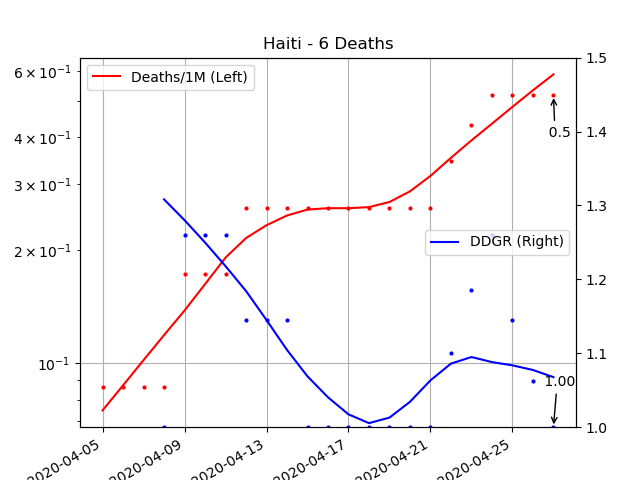 Haiti - 6 Deaths
Deaths/1M (Left)
DDGR (Right)
6 × 10⁻¹
4 × 10⁻¹
3 × 10⁻¹
2 × 10⁻¹
10⁻¹
1.5
1.4
1.3
1.2
1.1
1.0
0.5
1.00
2020-04-05
2020-04-09
2020-04-13
2020-04-17
2020-04-21
2020-04-25